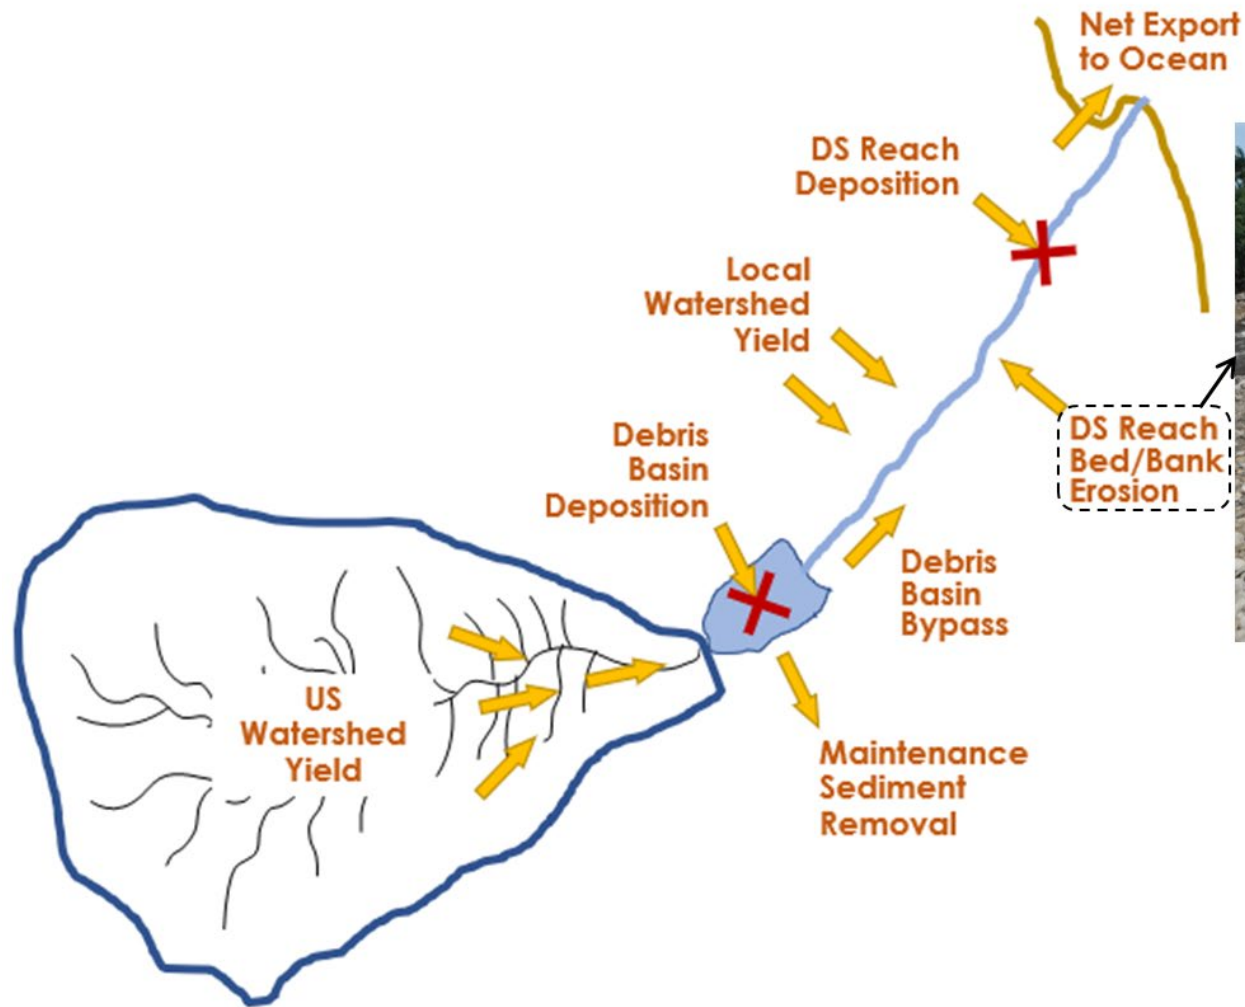 Net Export
to Ocean
DS Reach
Deposition
Local
Watershed
Yield
DS Reach
Bed/Bank
Erosion
Debris
Basin
Deposition
Debris
Basin
Bypass
US
Watershed
Yield
Maintenance
Sediment
Removal